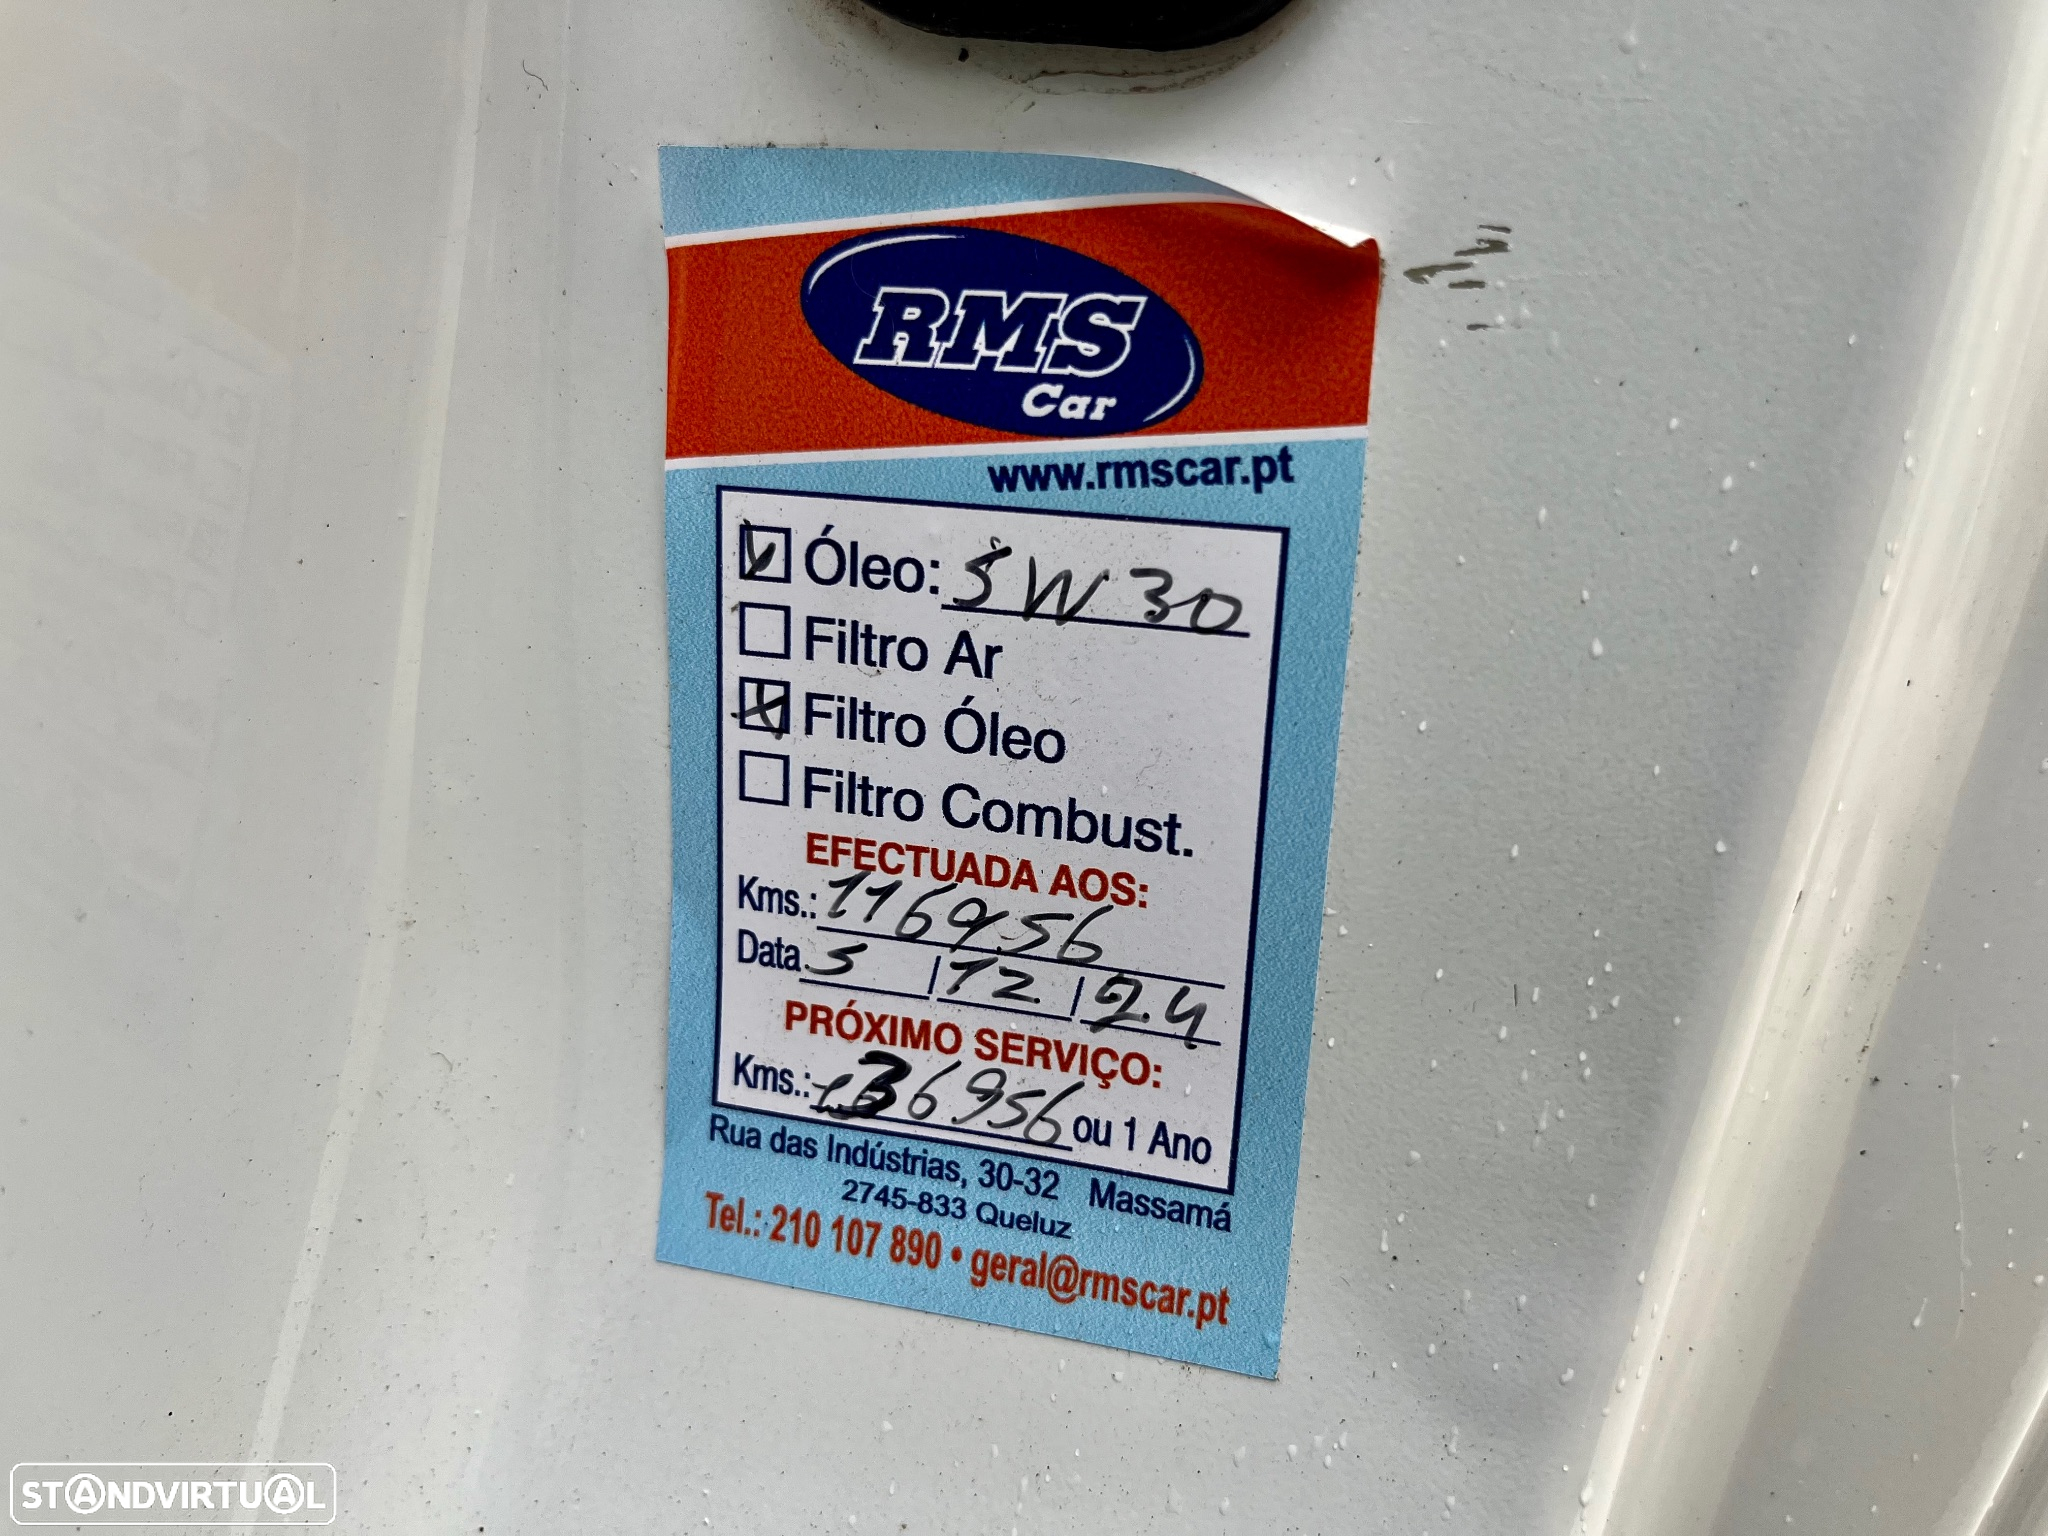 RMS
Car
www.rmscar.pt
Óleo: 5W30
Filtro Ar
Filtro Óleo
Filtro Combust.
EFECTUADA AOS:
Kms.: 116956
Data 5 / 12 / 24
PRÓXIMO SERVIÇO:
Kms.: 136956 ou 1 Ano
Rua das Indústrias, 30-32 Massamá
2745-833 Queluz
Tel.: 210 107 890 • geral@rmscar.pt
STANDVIRTUAL